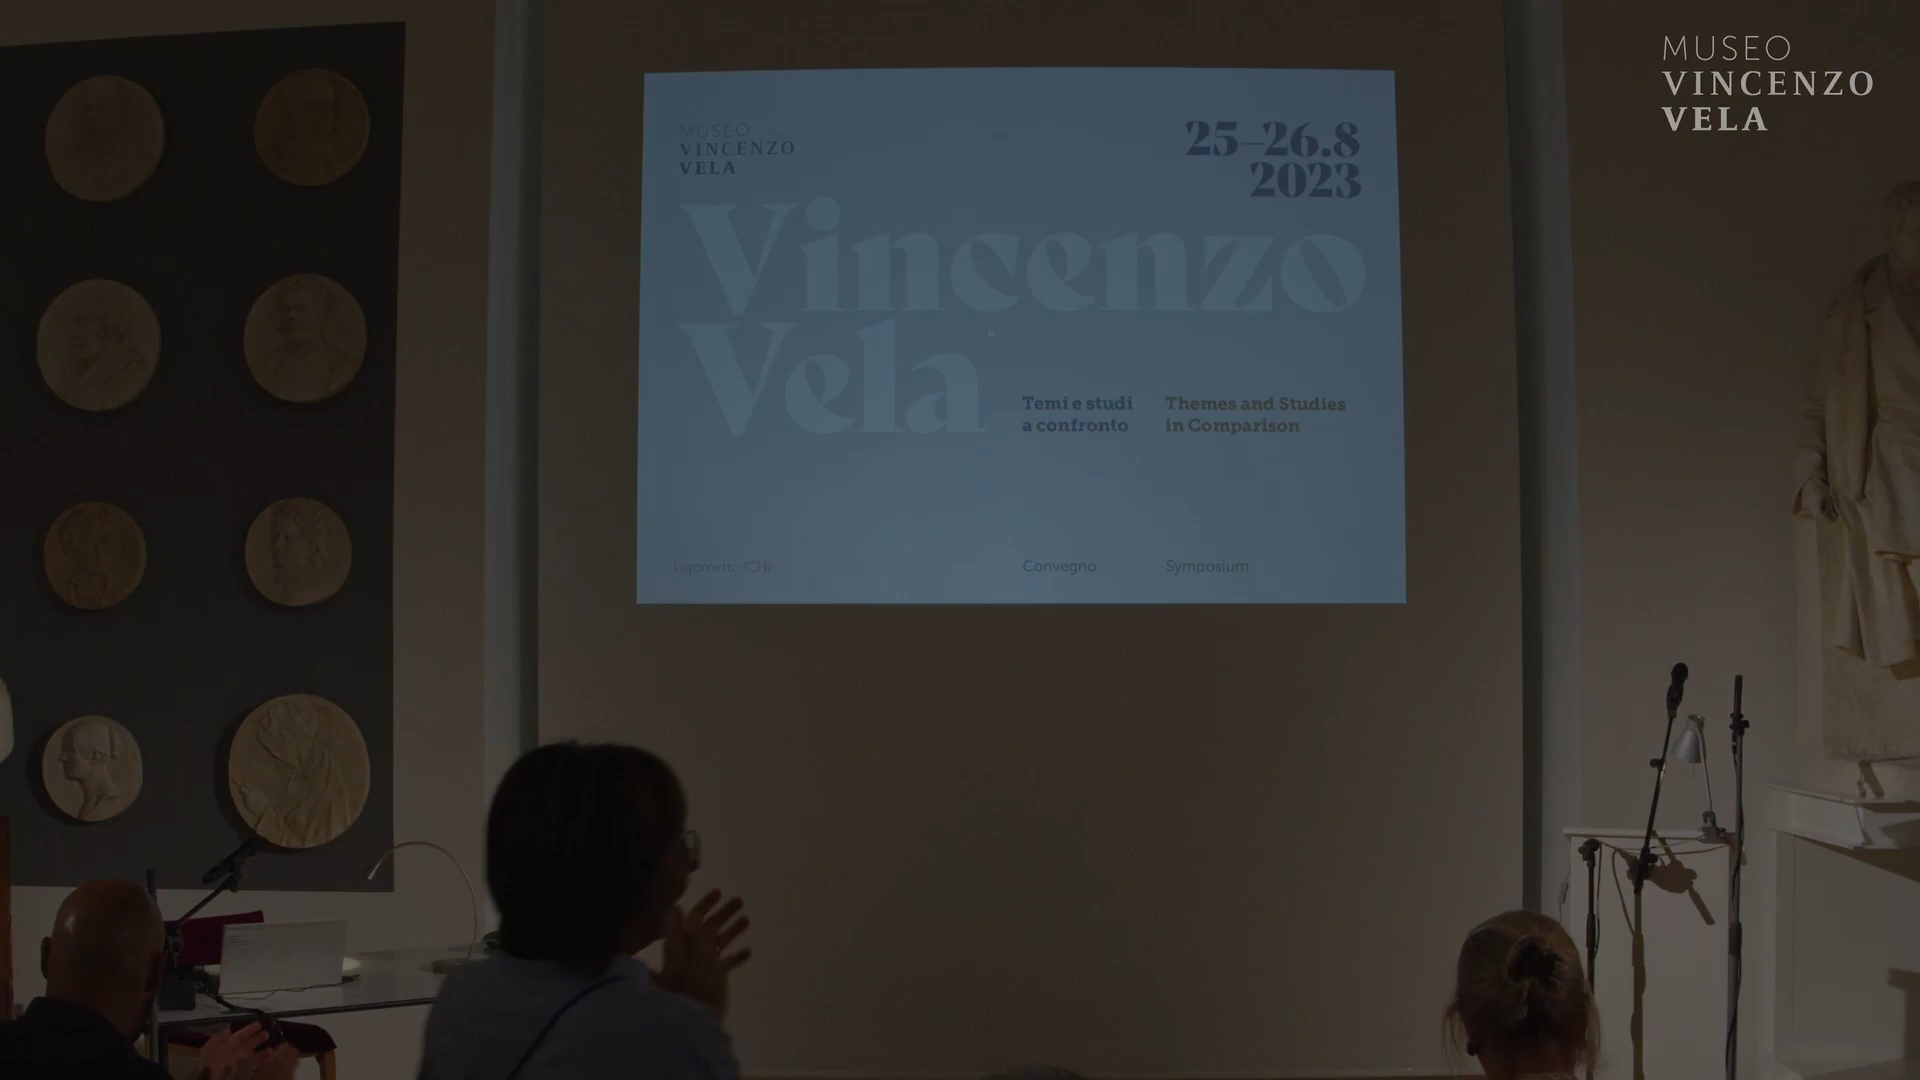 MUSEO
VINCENZO
VELA
MUSEO
VINCENZO
VELA
25–26.8
2023
Vincenzo
Vela
Temi e studi
a confronto
Themes and Studies
in Comparison
Ligornetto (CH)
Convegno
Symposium